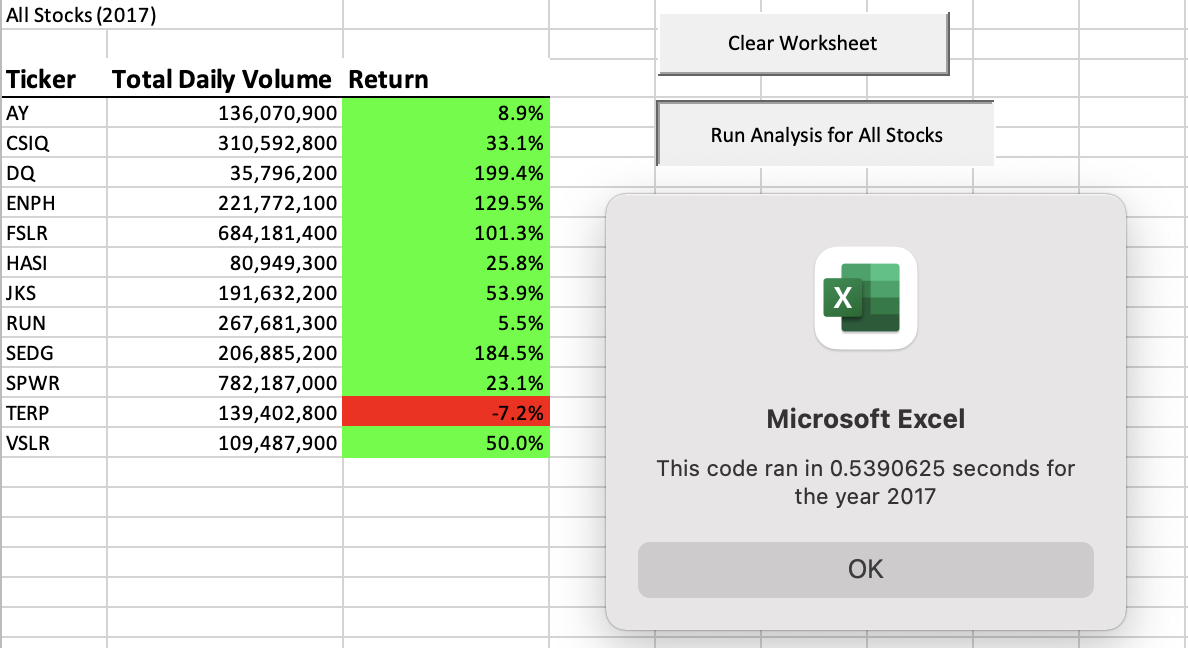 All Stocks (2017)
Clear Worksheet
Ticker Total Daily Volume Return
AY 136,070,900 8.9%
Run Analysis for All Stocks
CSIQ 310,592,800 33.1%
DQ 35,796,200 199.4%
ENPH 221,772,100 129.5%
FSLR 684,181,400 101.3%
HASI 80,949,300 25.8%
JKS 191,632,200 53.9%
RUN 267,681,300 5.5%
SEDG 206,885,200 184.5%
SPWR 782,187,000 23.1%
TERP 139,402,800 -7.2%
VSLR 109,487,900 50.0%
X
Microsoft Excel
This code ran in 0.5390625 seconds for
the year 2017
OK